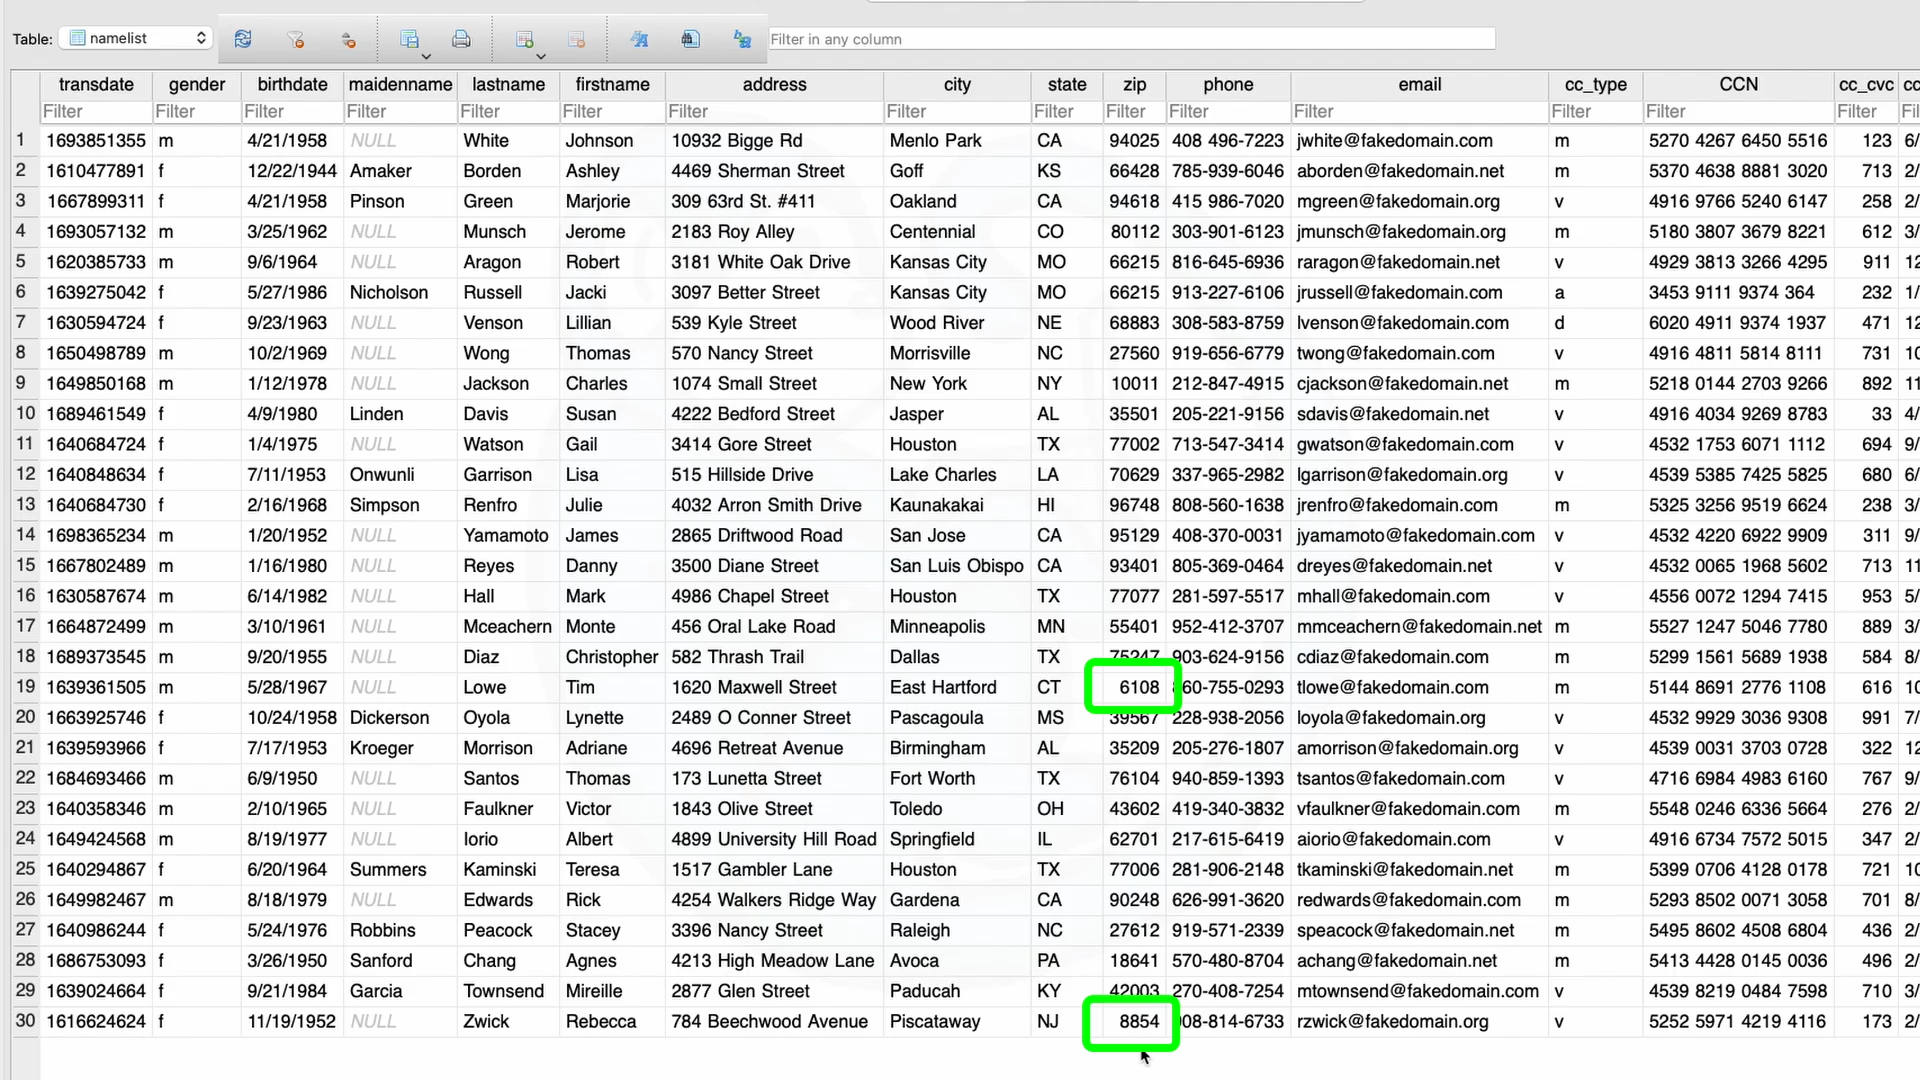 Table: namelist Filter in any column
transdate gender birthdate maidenname lastname firstname address city state zip phone email cc_type CCN cc_cvc cc
Filter Filter Filter Filter Filter Filter Filter Filter Filter Filter Filter Filter Filter Filter Filter
1 1693851355 m 4/21/1958 NULL White Johnson 10932 Bigge Rd Menlo Park CA 94025 408 496-7223 jwhite@fakedomain.com m 5270 4267 6450 5516 123 6/
2 1610477891 f 12/22/1944 Amaker Borden Ashley 4469 Sherman Street Goff KS 66428 785-939-6046 aborden@fakedomain.net m 5370 4638 8881 3020 713 2/
3 1667899311 f 4/21/1958 Pinson Green Marjorie 309 63rd St. #411 Oakland CA 94618 415 986-7020 mgreen@fakedomain.org v 4916 9766 5240 6147 258 2/
4 1693057132 m 3/25/1962 NULL Munsch Jerome 2183 Roy Alley Centennial CO 80112 303-901-6123 jmunsch@fakedomain.org m 5180 3807 3679 8221 612 3/
5 1620385733 m 9/6/1964 NULL Aragon Robert 3181 White Oak Drive Kansas City MO 66215 816-645-6936 raragon@fakedomain.net v 4929 3813 3266 4295 911 12
6 1639275042 f 5/27/1986 Nicholson Russell Jacki 3097 Better Street Kansas City MO 66215 913-227-6106 jrussell@fakedomain.com a 3453 9111 9374 364 232 1/
7 1630594724 f 9/23/1963 NULL Venson Lillian 539 Kyle Street Wood River NE 68883 308-583-8759 lvenson@fakedomain.com d 6020 4911 9374 1937 471 12
8 1650498789 m 10/2/1969 NULL Wong Thomas 570 Nancy Street Morrisville NC 27560 919-656-6779 twong@fakedomain.com v 4916 4811 5814 8111 731 10
9 1649850168 m 1/12/1978 NULL Jackson Charles 1074 Small Street New York NY 10011 212-847-4915 cjackson@fakedomain.net m 5218 0144 2703 9266 892 11
10 1689461549 f 4/9/1980 Linden Davis Susan 4222 Bedford Street Jasper AL 35501 205-221-9156 sdavis@fakedomain.net v 4916 4034 9269 8783 33 4/
11 1640684724 f 1/4/1975 NULL Watson Gail 3414 Gore Street Houston TX 77002 713-547-3414 gwatson@fakedomain.com v 4532 1753 6071 1112 694 9/
12 1640848634 f 7/11/1953 Onwunli Garrison Lisa 515 Hillside Drive Lake Charles LA 70629 337-965-2982 lgarrison@fakedomain.org v 4539 5385 7425 5825 680 6/
13 1640684730 f 2/16/1968 Simpson Renfro Julie 4032 Arron Smith Drive Kaunakakai HI 96748 808-560-1638 jrenfro@fakedomain.com m 5325 3256 9519 6624 238 3/
14 1698365234 m 1/20/1952 NULL Yamamoto James 2865 Driftwood Road San Jose CA 95129 408-370-0031 jyamamoto@fakedomain.com v 4532 4220 6922 9909 311 9/
15 1667802489 m 1/16/1980 NULL Reyes Danny 3500 Diane Street San Luis Obispo CA 93401 805-369-0464 dreyes@fakedomain.net v 4532 0065 1968 5602 713 11
16 1630587674 m 6/14/1982 NULL Hall Mark 4986 Chapel Street Houston TX 77077 281-597-5517 mhall@fakedomain.com v 4556 0072 1294 7415 953 5/
17 1664872499 m 3/10/1961 NULL Mceachern Monte 456 Oral Lake Road Minneapolis MN 55401 952-412-3707 mmceachern@fakedomain.net m 5527 1247 5046 7780 889 3/
18 1689373545 m 9/20/1955 NULL Diaz Christopher 582 Thrash Trail Dallas TX 75247 903-624-9156 cdiaz@fakedomain.com m 5299 1561 5689 1938 584 8/
19 1639361505 m 5/28/1967 NULL Lowe Tim 1620 Maxwell Street East Hartford CT 6108 60-755-0293 tlowe@fakedomain.com m 5144 8691 2776 1108 616 10
20 1663925746 f 10/24/1958 Dickerson Oyola Lynette 2489 O Conner Street Pascagoula MS 39567 228-938-2056 loyola@fakedomain.org v 4532 9929 3036 9308 991 7/
21 1639593966 f 7/17/1953 Kroeger Morrison Adriane 4696 Retreat Avenue Birmingham AL 35209 205-276-1807 amorrison@fakedomain.org v 4539 0031 3703 0728 322 12
22 1684693466 m 6/9/1950 NULL Santos Thomas 173 Lunetta Street Fort Worth TX 76104 940-859-1393 tsantos@fakedomain.com v 4716 6984 4983 6160 767 9/
23 1640358346 m 2/10/1965 NULL Faulkner Victor 1843 Olive Street Toledo OH 43602 419-340-3832 vfaulkner@fakedomain.com m 5548 0246 6336 5664 276 2/
24 1649424568 m 8/19/1977 NULL Iorio Albert 4899 University Hill Road Springfield IL 62701 217-615-6419 aiorio@fakedomain.com v 4916 6734 7572 5015 347 2/
25 1640294867 f 6/20/1964 Summers Kaminski Teresa 1517 Gambler Lane Houston TX 77006 281-906-2148 tkaminski@fakedomain.net m 5399 0706 4128 0178 721 10
26 1649982467 m 8/18/1979 NULL Edwards Rick 4254 Walkers Ridge Way Gardena CA 90248 626-991-3620 redwards@fakedomain.com m 5293 8502 0071 3058 701 8/
27 1640986244 f 5/24/1976 Robbins Peacock Stacey 3396 Nancy Street Raleigh NC 27612 919-571-2339 speacock@fakedomain.net m 5495 8602 4508 6804 436 2/
28 1686753093 f 3/26/1950 Sanford Chang Agnes 4213 High Meadow Lane Avoca PA 18641 570-480-8704 achang@fakedomain.net m 5413 4428 0145 0036 496 2/
29 1639024664 f 9/21/1984 Garcia Townsend Mireille 2877 Glen Street Paducah KY 42003 270-408-7254 mtownsend@fakedomain.com v 4539 8219 0484 7598 710 3/
30 1616624624 f 11/19/1952 NULL Zwick Rebecca 784 Beechwood Avenue Piscataway NJ 8854 08-814-6733 rzwick@fakedomain.org v 5252 5971 4219 4116 173 2/